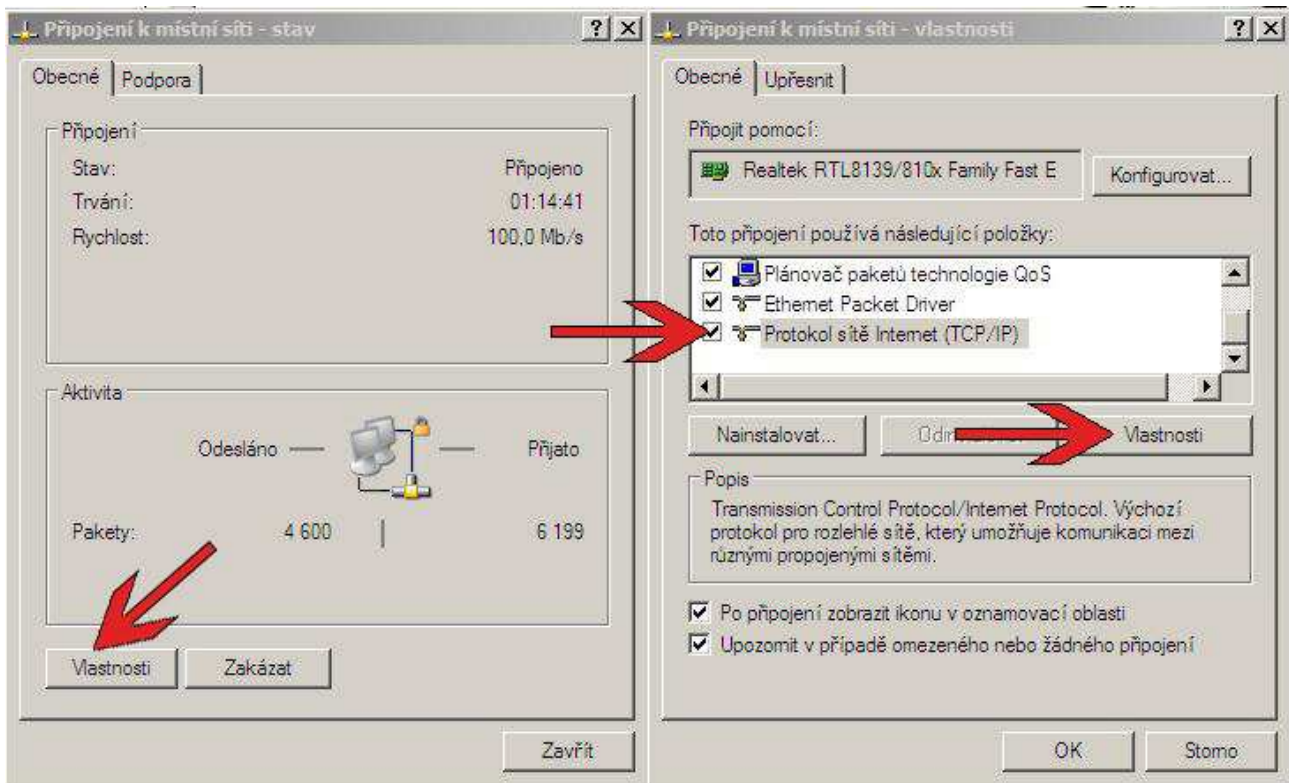 Připojení k místní síti - stav
Obecné
Podpora
Připojení
Stav: Připojeno
Trvání: 01:14:41
Rychlost: 100,0 Mb/s
Aktivita
Odesláno
Přijato
Pakety: 4 600 6 199
Vlastnosti
Zakázat
Zavřít
Připojení k místní síti - vlastnosti
Obecné
Upřesnit
Připojit pomocí:
Realtek RTL8139/810x Family Fast E
Konfigurovat...
Toto připojení používá následující položky:
Plánovač paketů technologie QoS
Ethernet Packet Driver
Protokol sítě Internet (TCP/IP)
Nainstalovat...
Vlastnosti
Popis
Transmission Control Protocol/Internet Protocol. Výchozí
protokol pro rozlehlé sítě, který umožňuje komunikaci mezi
různými propojenými sítěmi.
Po připojení zobrazit ikonu v oznamovací oblasti
Upozornit v případě omezeného nebo žádného připojení
OK
Storno